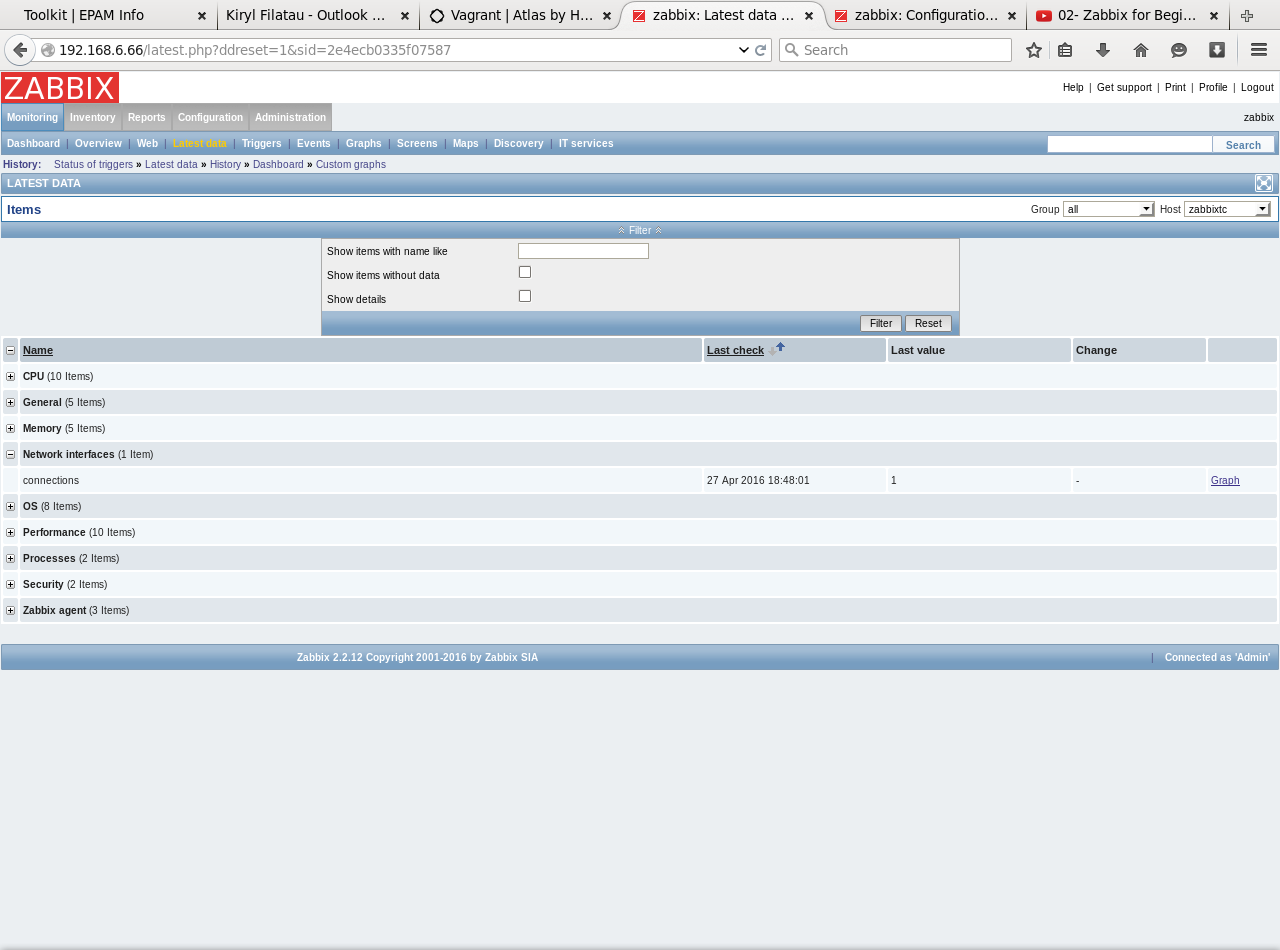 Toolkit | EPAM Info
Kiryl Filatau - Outlook ...
Vagrant | Atlas by H...
zabbix: Latest data ...
zabbix: Configuratio...
02- Zabbix for Begi...
192.168.6.66/latest.php?ddreset=1&sid=2e4ecb0335f07587
Search
ZABBIX
Help | Get support | Print | Profile | Logout
Monitoring Inventory Reports Configuration Administration
zabbix
Dashboard | Overview | Web | Latest data | Triggers | Events | Graphs | Screens | Maps | Discovery | IT services
Search
History: Status of triggers » Latest data » History » Dashboard » Custom graphs
LATEST DATA
Items
Group all Host zabbixtc
Filter
Show items with name like
Show items without data
Show details
Filter Reset
Name Last check Last value Change
CPU (10 Items)
General (5 Items)
Memory (5 Items)
Network interfaces (1 Item)
connections 27 Apr 2016 18:48:01 1 - Graph
OS (8 Items)
Performance (10 Items)
Processes (2 Items)
Security (2 Items)
Zabbix agent (3 Items)
Zabbix 2.2.12 Copyright 2001-2016 by Zabbix SIA
| Connected as 'Admin'